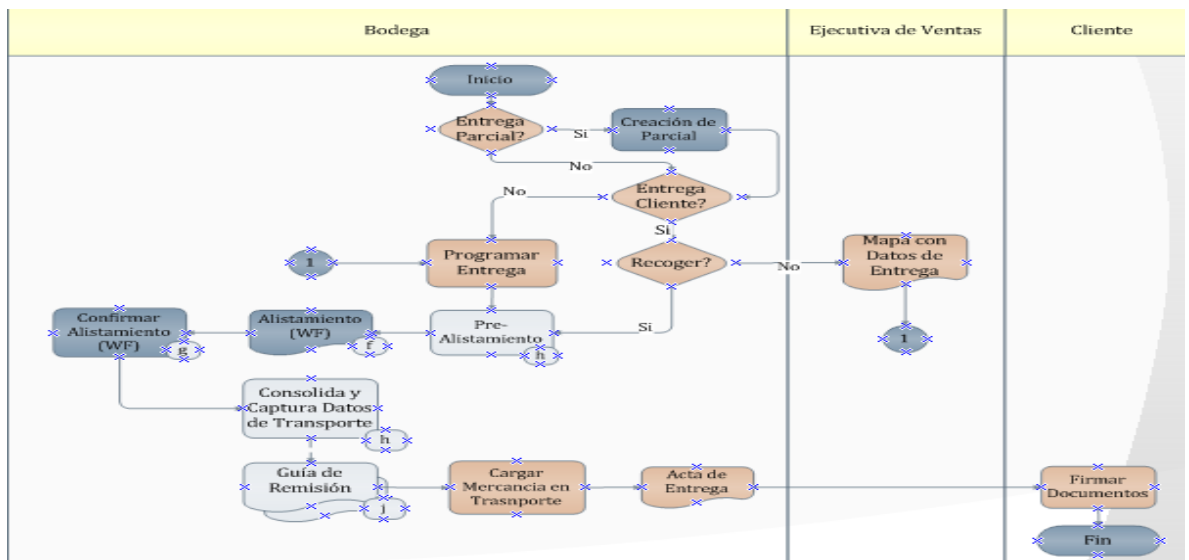 Bodega
Ejecutiva de Ventas
Cliente
Inicio
Entrega
Parcial?
Si
Creación de
Parcial
No
Entrega
Cliente?
No
Si
1
Programar
Entrega
Recoger?
No
Mapa con
Datos de
Entrega
Confirmar
Alistamiento
(WF)
g
Alistamiento
(WF)
f
Pre-
Alistamiento
h
Si
1
Consolida y
Captura Datos
de Transporte
h
Guía de
Remisión
j
Cargar
Mercancia en
Trasnporte
Acta de
Entrega
Firmar
Documentos
Fin